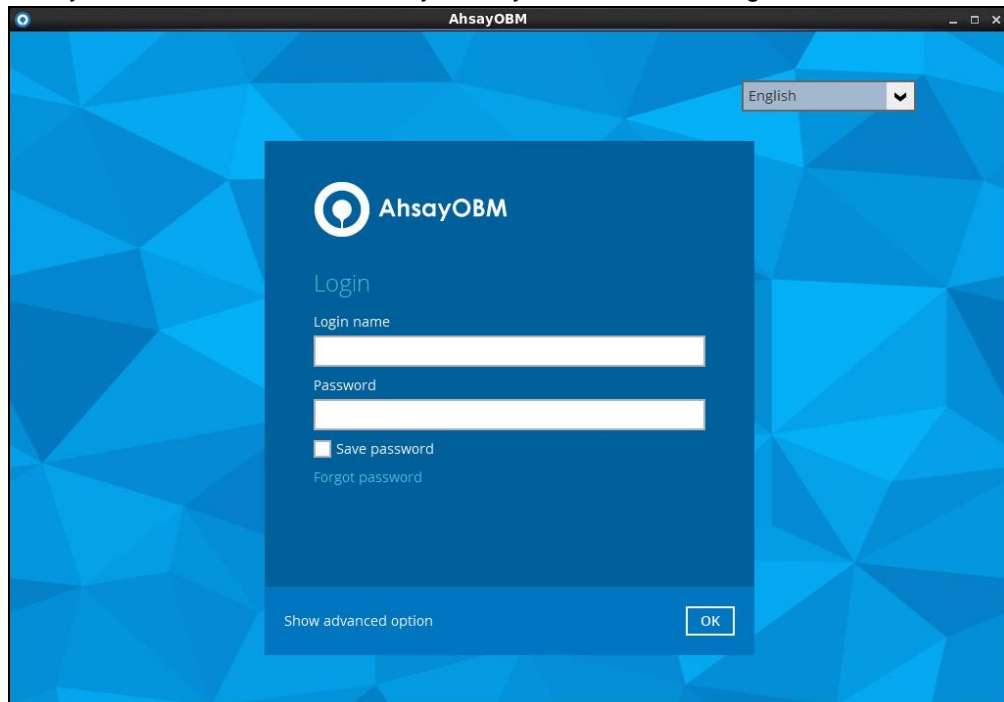 AhsayOBM
English
AhsayOBM
Login
Login name
Password
Save password
Forgot password
Show advanced option
OK